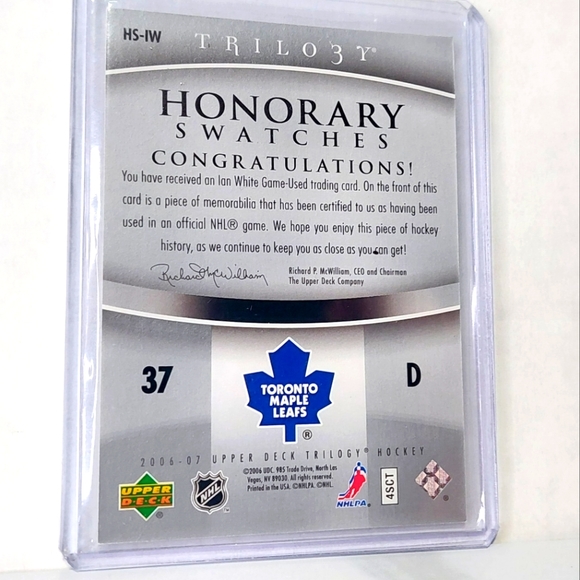 HS-IW
TRILO3Y®
HONORARY
SWATCHES
CONGRATULATIONS!
You have received an Ian White Game-Used trading card. On the front of this
card is a piece of memorabilia that has been certified to us as having been
used in an official NHL® game. We hope you enjoy this piece of hockey
history, as we continue to keep you as close as you can get!
Richard P. McWilliam
Richard P. McWilliam, CEO and Chairman
The Upper Deck Company
37
TORONTO
MAPLE
LEAFS
®
D
2006-07 UPPER DECK TRILOGY® HOCKEY
UPPER
DECK
NHL
©2006 UDC. 985 Trade Drive, North Las
Vegas, NV 89030. All rights reserved.
Printed in the USA. ©NHLPA. ©NHL.
NHLPA
4SCT